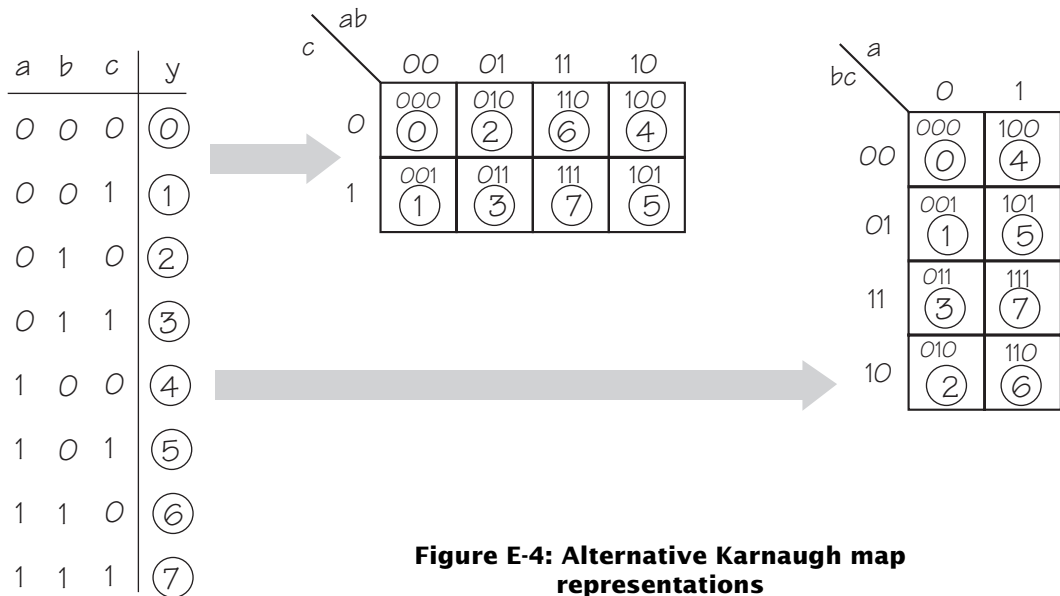 a b c y
0 0 0 0
0 0 1 1
0 1 0 2
0 1 1 3
1 0 0 4
1 0 1 5
1 1 0 6
1 1 1 7
ab
c
00 01 11 10
000 010 110 100
0 0 2 6 4
001 011 111 101
1 1 3 7 5
a
bc
0 1
000 100
00 0 4
001 101
01 1 5
011 111
11 3 7
010 110
10 2 6
Figure E-4: Alternative Karnaugh map
representations